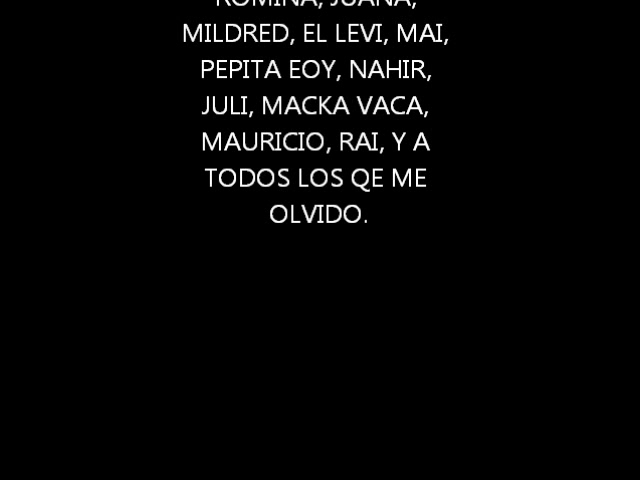 ROMINA, JUANA,
MILDRED, EL LEVI, MAI,
PEPITA EOY, NAHIR,
JULI, MACKA VACA,
MAURICIO, RAI, Y A
TODOS LOS QE ME
OLVIDO.